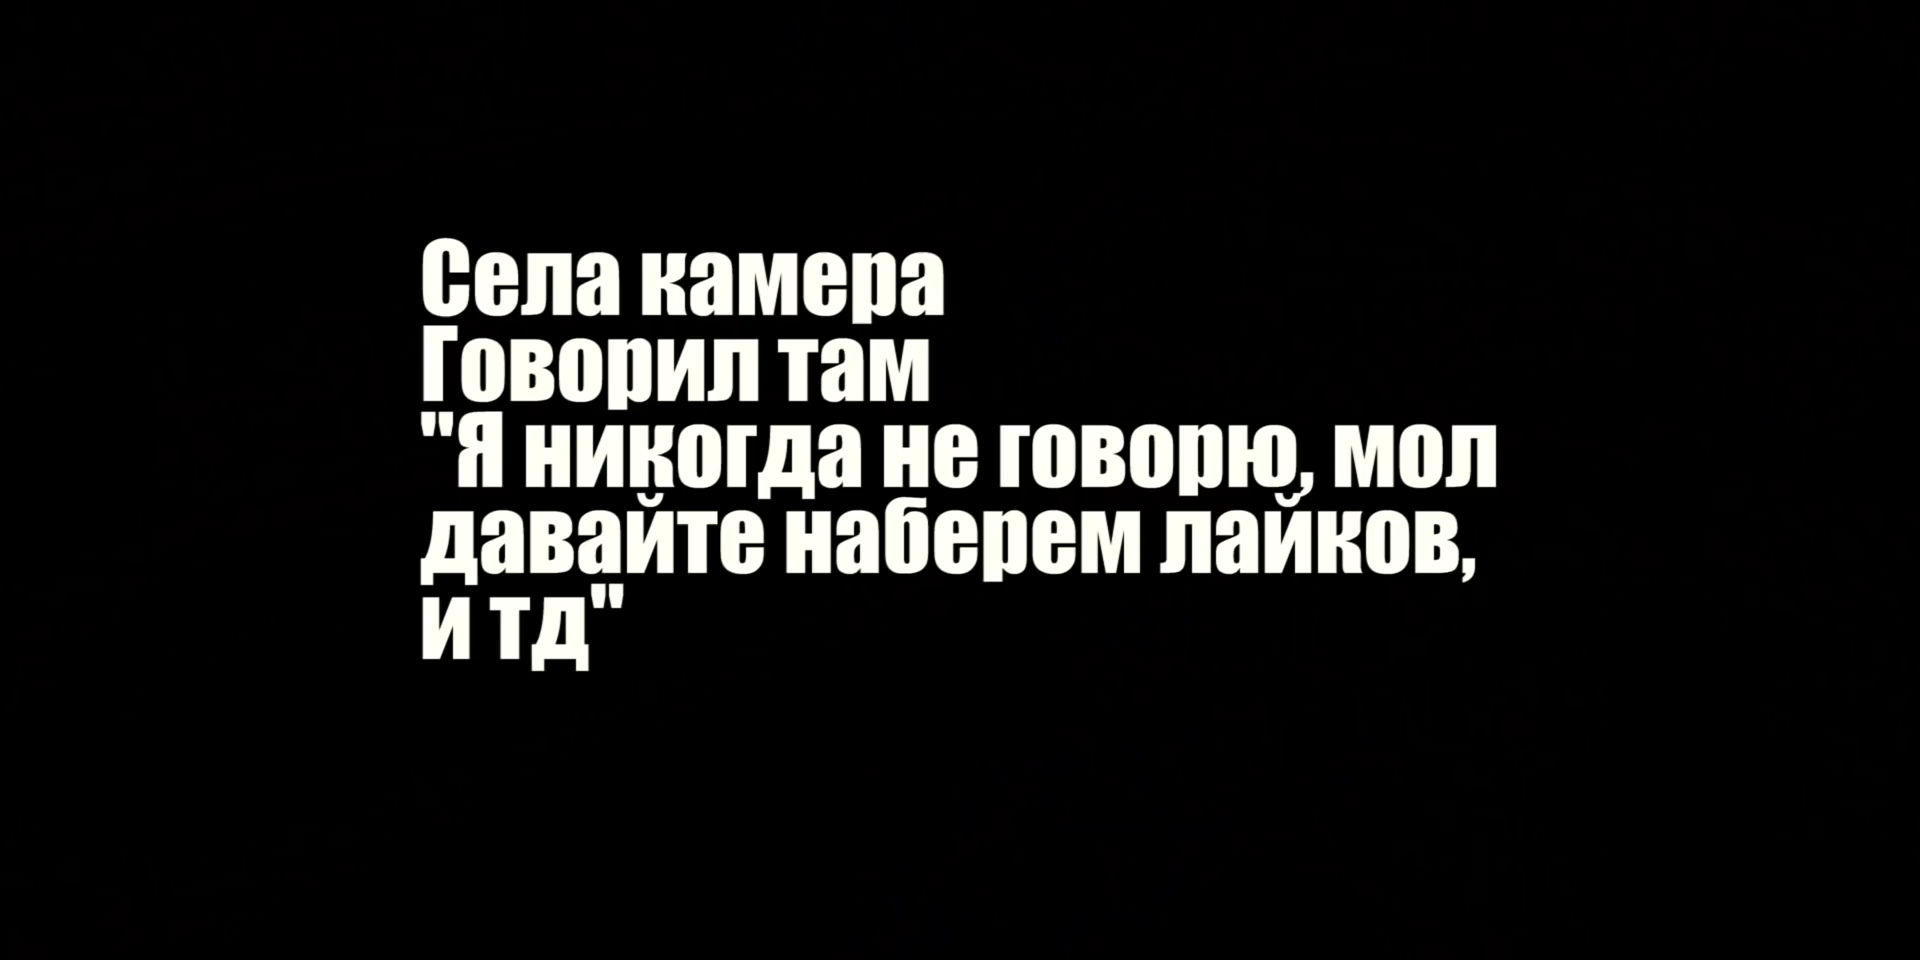 Села камера
Говорил там
"Я никогда не говорю, мол
давайте наберем лайков,
и тд"